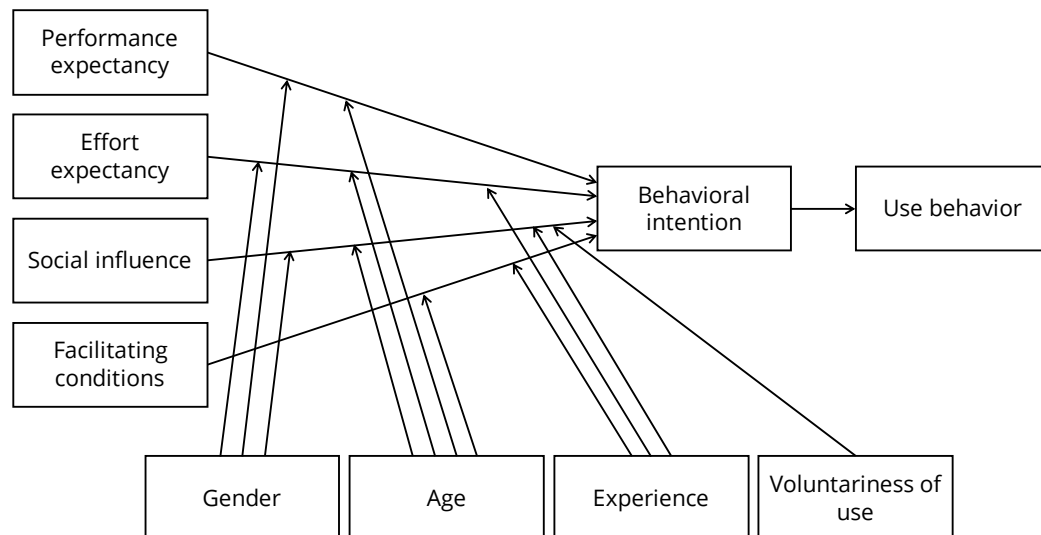 Performance
expectancy
Effort
expectancy
Social influence
Facilitating
conditions
Behavioral
intention
Use behavior
Gender
Age
Experience
Voluntariness of
use